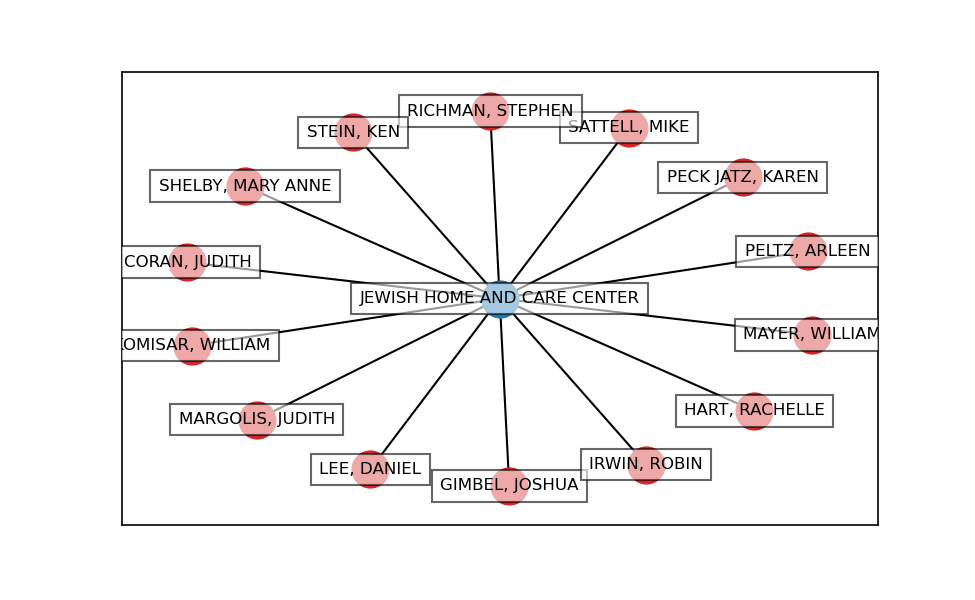 RICHMAN, STEPHEN
STEIN, KEN
SATTELL, MIKE
SHELBY, MARY ANNE
PECK JATZ, KAREN
CORAN, JUDITH
PELTZ, ARLEEN
JEWISH HOME AND CARE CENTER
OMISAR, WILLIAM
MAYER, WILLIAM
MARGOLIS, JUDITH
HART, RACHELLE
LEE, DANIEL
IRWIN, ROBIN
GIMBEL, JOSHUA